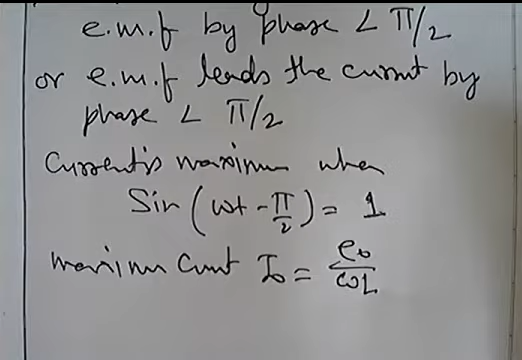 e.m.f by phase ∠ π/2
or e.m.f leads the current by
phase ∠ π/2
Current is maximum when
Sin (ωt - π/2) = 1
maximum Current I₀ = e₀/ωL